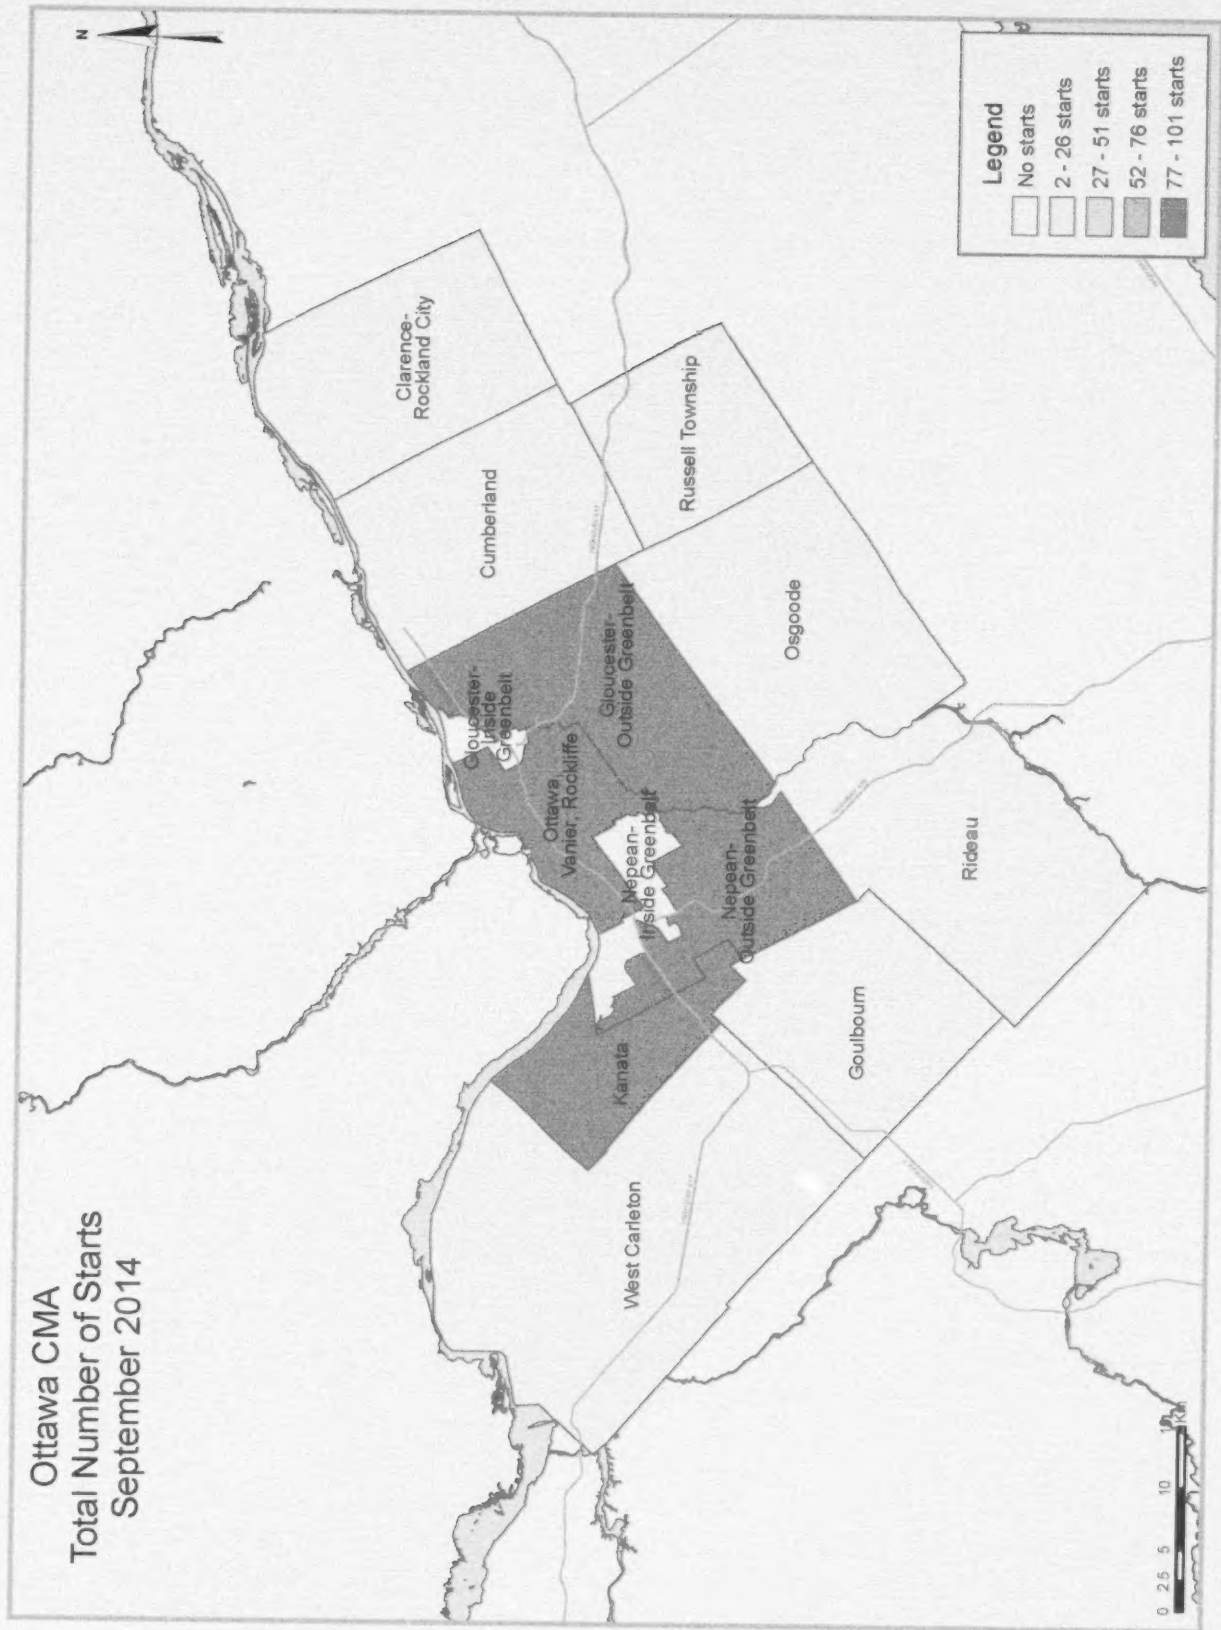 Ottawa CMA
Total Number of Starts
September 2014
N
Clarence-
Rockland City
Cumberland
Russell Township
Gloucester-
Inside
Greenbelt
Gloucester-
Outside Greenbelt
Osgoode
Ottawa,
Vanier, Rockliffe
Nepean-
Inside Greenbelt
Nepean-
Outside Greenbelt
Rideau
Kanata
Goulbourn
West Carleton
Legend
No starts
2 - 26 starts
27 - 51 starts
52 - 76 starts
77 - 101 starts
0 2.5 5 10
Km